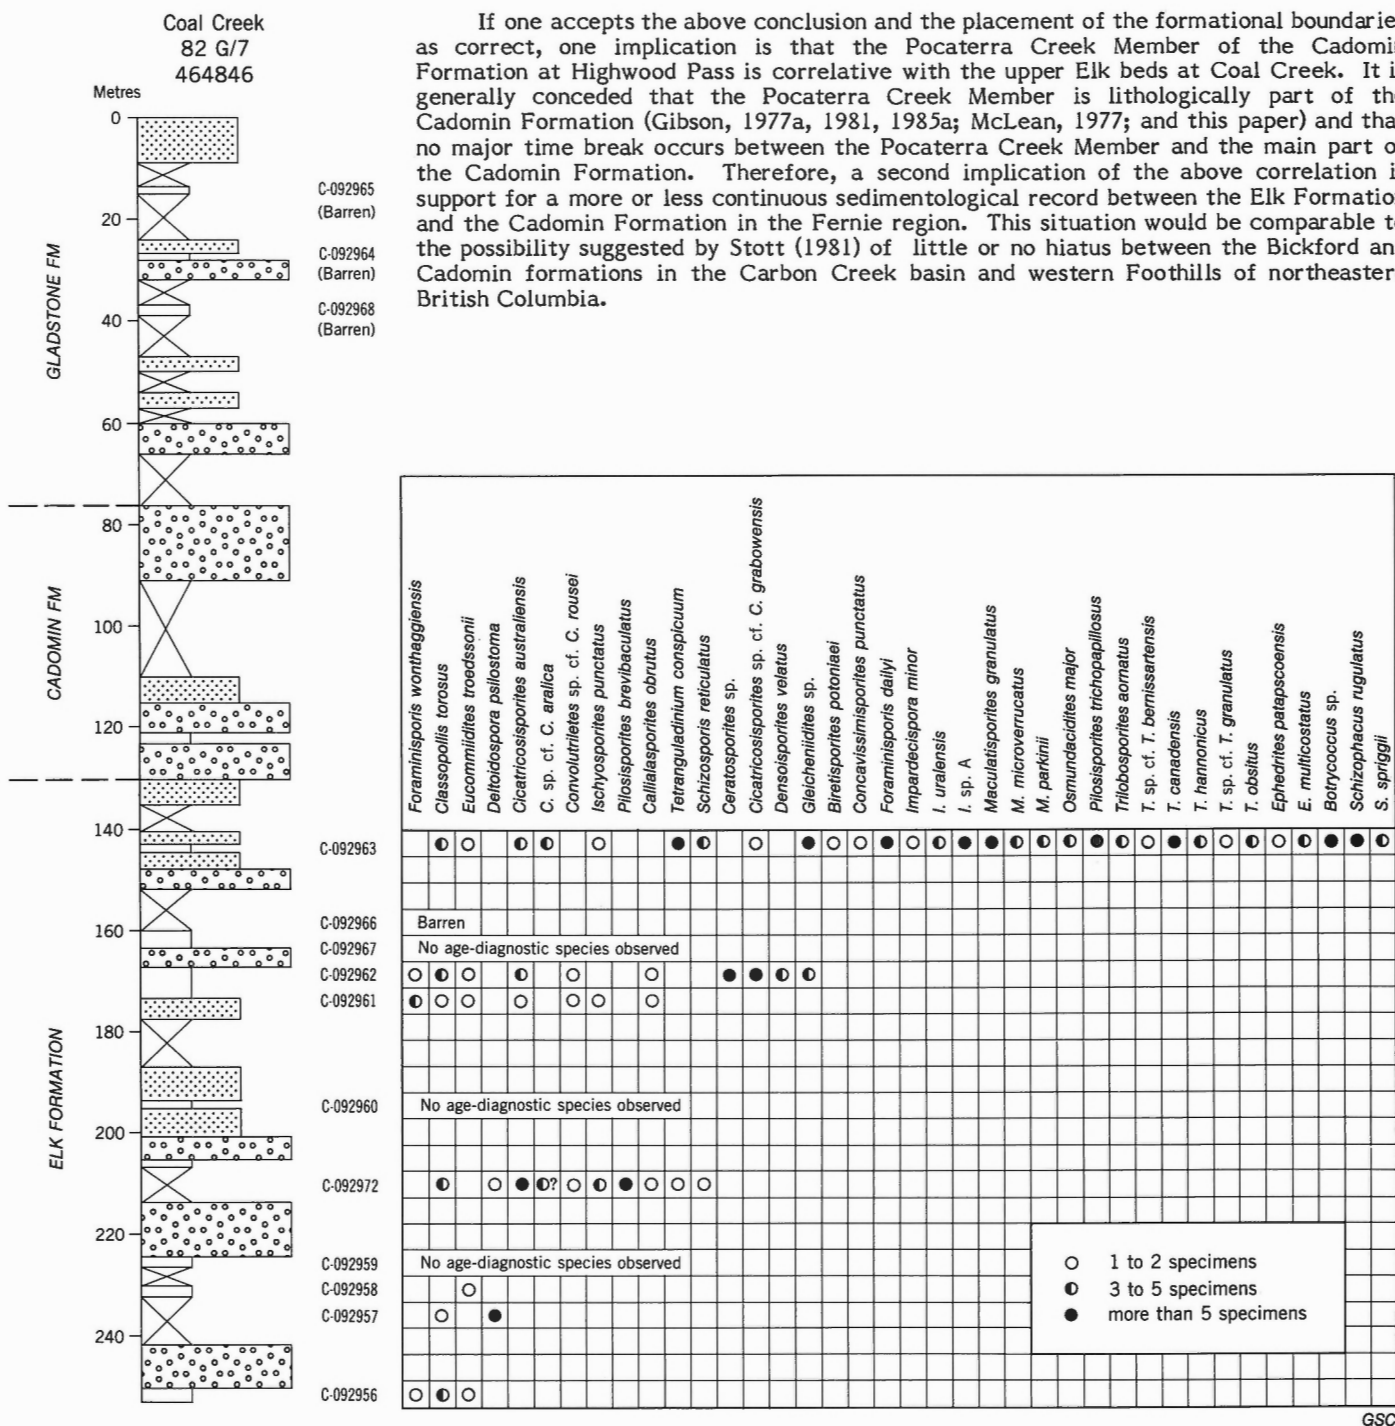 Coal Creek
82 G/7
464846
If one accepts the above conclusion and the placement of the formational boundarie
as correct, one implication is that the Pocaterra Creek Member of the Cadomi
Formation at Highwood Pass is correlative with the upper Elk beds at Coal Creek. It i
generally conceded that the Pocaterra Creek Member is lithologically part of th
Cadomin Formation (Gibson, 1977a, 1981, 1985a; McLean, 1977; and this paper) and tha
no major time break occurs between the Pocaterra Creek Member and the main part o
the Cadomin Formation. Therefore, a second implication of the above correlation i
support for a more or less continuous sedimentological record between the Elk Formatio
and the Cadomin Formation in the Fernie region. This situation would be comparable t
the possibility suggested by Stott (1981) of little or no hiatus between the Bickford an
Cadomin formations in the Carbon Creek basin and western Foothills of northeaster
British Columbia.
Metres
0
20
40
60
80
100
120
140
160
180
200
220
240
GLADSTONE FM
CADOMIN FM
ELK FORMATION
C-092965
(Barren)
C-092964
(Barren)
C-092968
(Barren)
Foraminisporis wonthaggiensis
Classopollis torosus
Eucommiidites troedssonii
Deltoidospora psilostoma
Cicatricosisporites australiensis
C. sp. cf. C. aralica
Convolutriletes sp. cf. C. rousei
Ischyosporites punctatus
Pilosisporites brevibaculatus
Callialasporites obrutus
Tetranguladinium conspicuum
Schizosporis reticulatus
Ceratosporites sp.
Cicatricosisporites sp. cf. C. grabowensis
Densoisporites velatus
Gleicheniidites sp.
Biretisporites potoniaei
Concavissimisporites punctatus
Foraminisporis dailyi
Impardecispora minor
I. uralensis
I. sp. A
Maculatisporites granulatus
M. microverrucatus
M. parkinii
Osmundacidites major
Pilosisporites trichopapillosus
Trilobosporites aornatus
T. sp. cf. T. bernissartensis
T. canadensis
T. hannonicus
T. sp. cf. T. granulatus
T. obsitus
Ephedrites patapscoensis
E. multicostatus
Botryococcus sp.
Schizophacus rugulatus
S. spriggii
C-092963
C-092966 Barren
C-092967 No age-diagnostic species observed
C-092962
C-092961
C-092960 No age-diagnostic species observed
C-092972 ?
C-092959 No age-diagnostic species observed
C-092958
C-092957
C-092956
1 to 2 specimens
3 to 5 specimens
more than 5 specimens
GSC